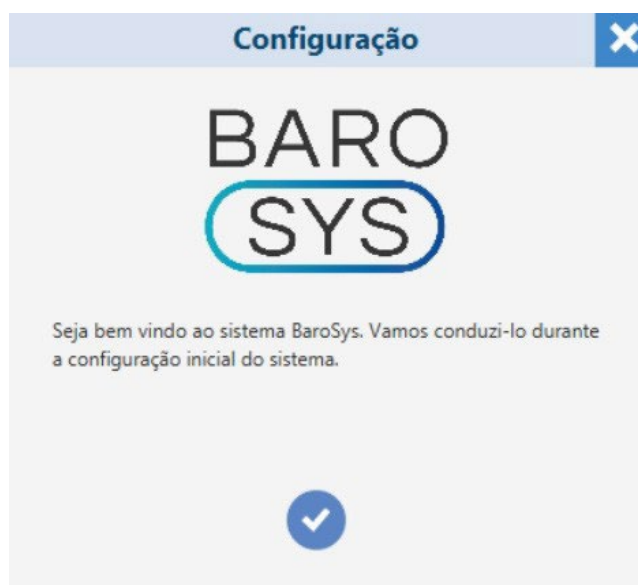 Configuração
BARO
SYS
Seja bem vindo ao sistema BaroSys. Vamos conduzi-lo durante
a configuração inicial do sistema.